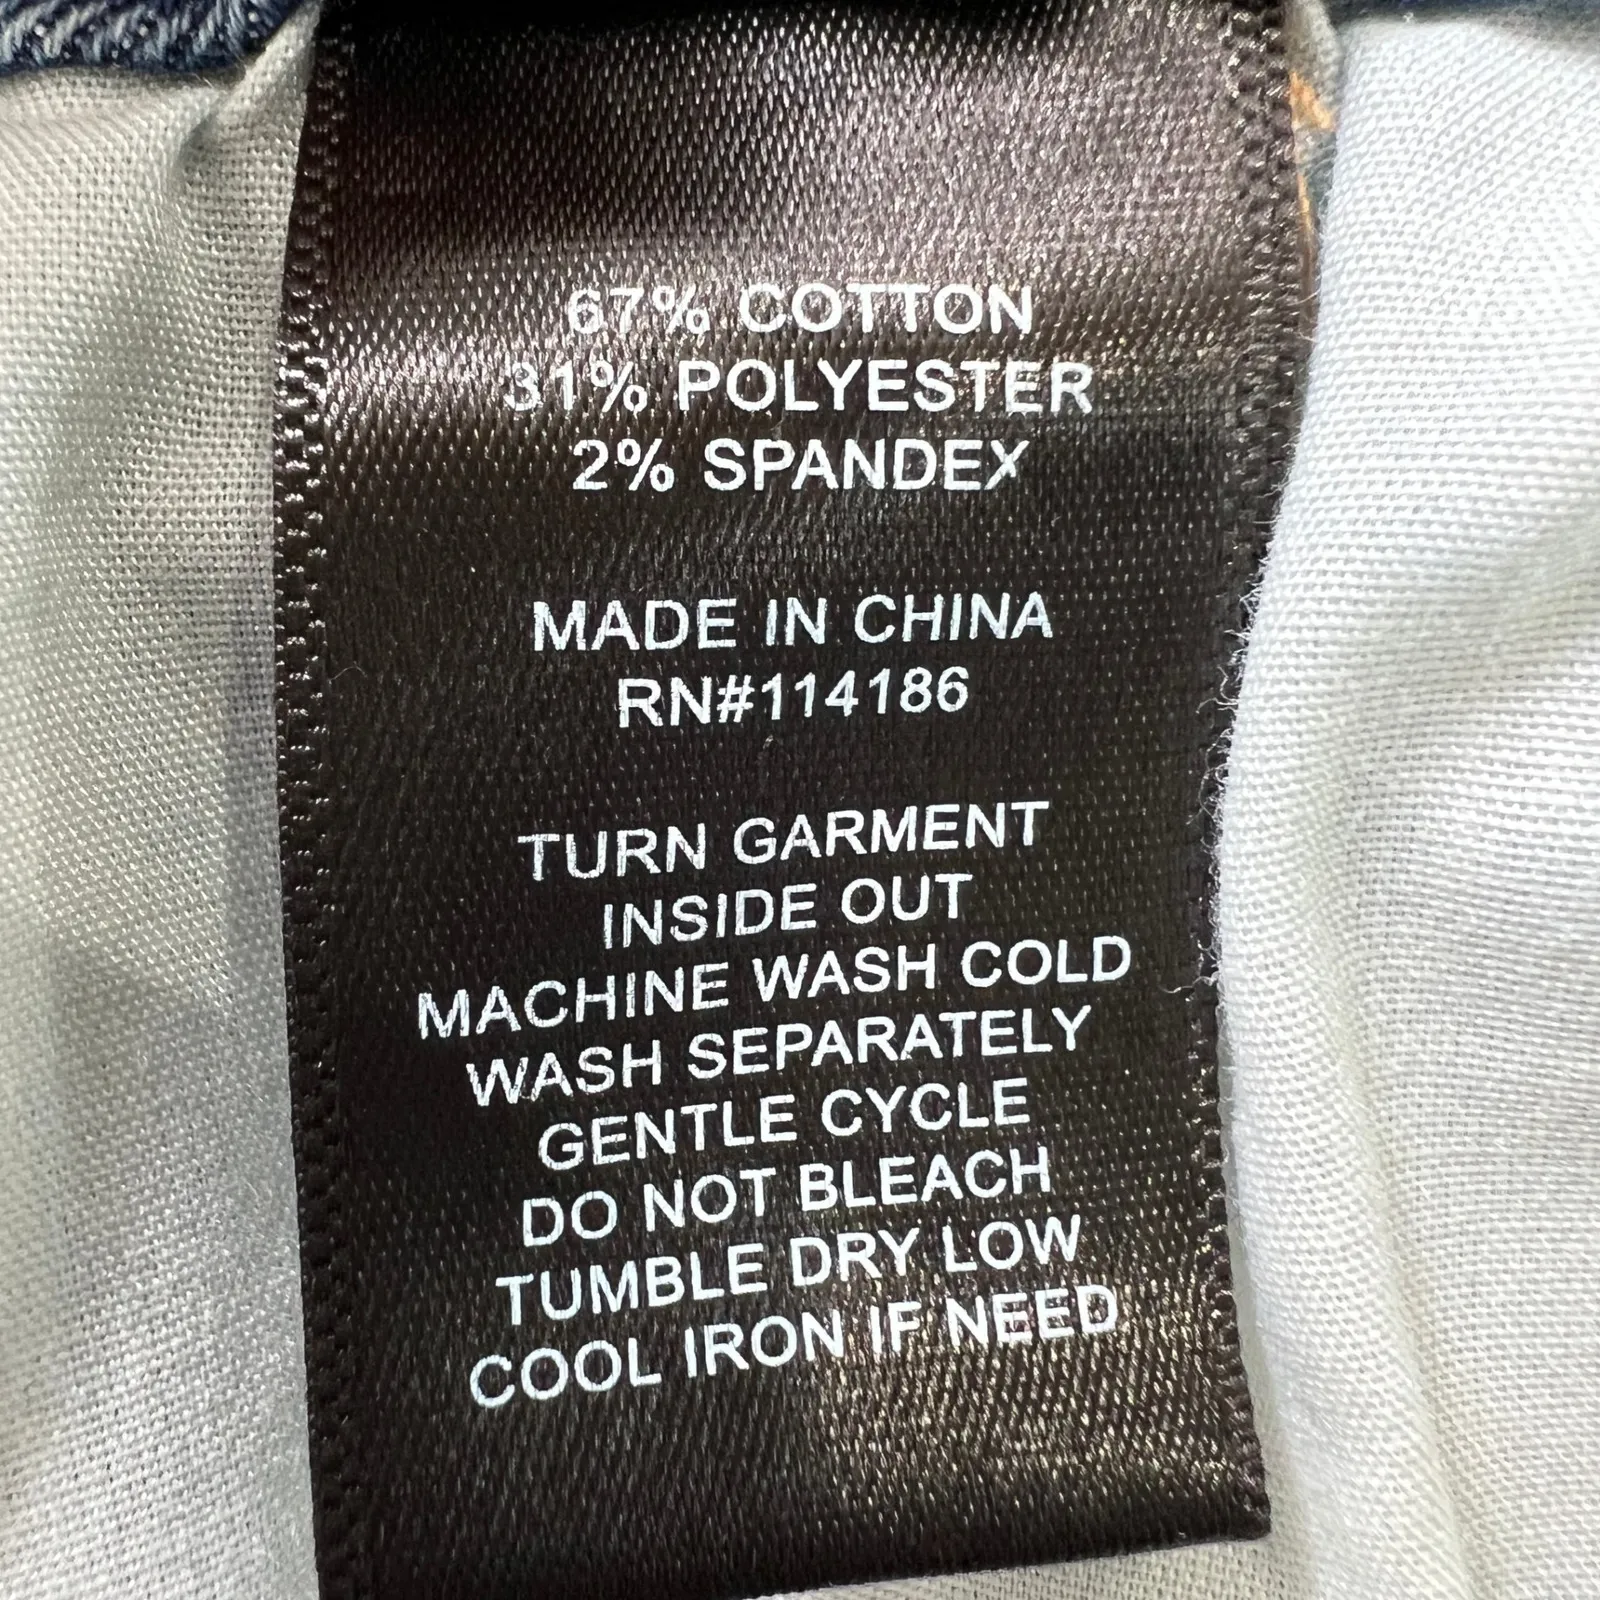 67% COTTON
31% POLYESTER
2% SPANDEX
MADE IN CHINA
RN#114186
TURN GARMENT
INSIDE OUT
MACHINE WASH COLD
WASH SEPARATELY
GENTLE CYCLE
DO NOT BLEACH
TUMBLE DRY LOW
COOL IRON IF NEED